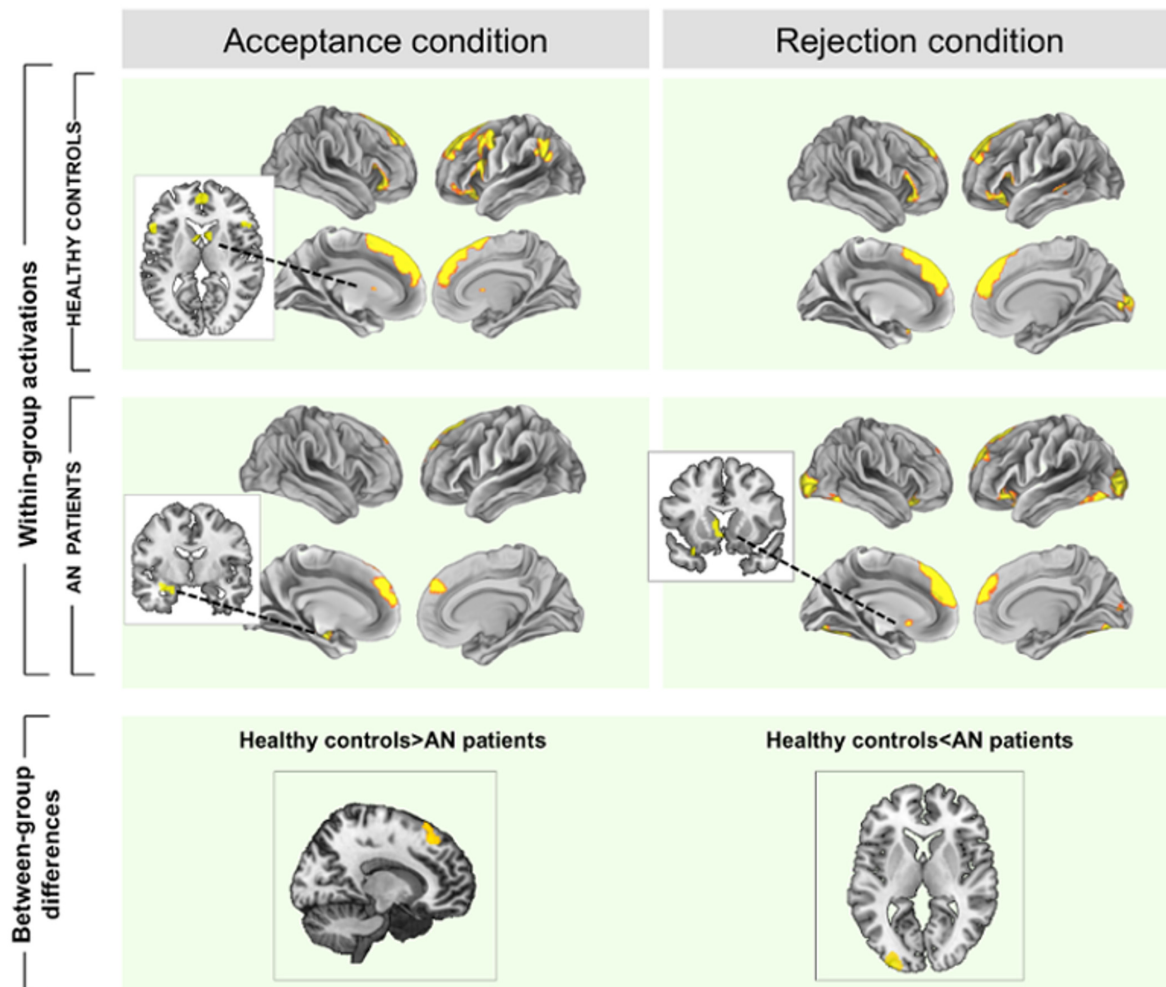 Acceptance condition
Rejection condition
Within-group activations
HEALTHY CONTROLS
AN PATIENTS
Between-group
differences
Healthy controls>AN patients
Healthy controls<AN patients